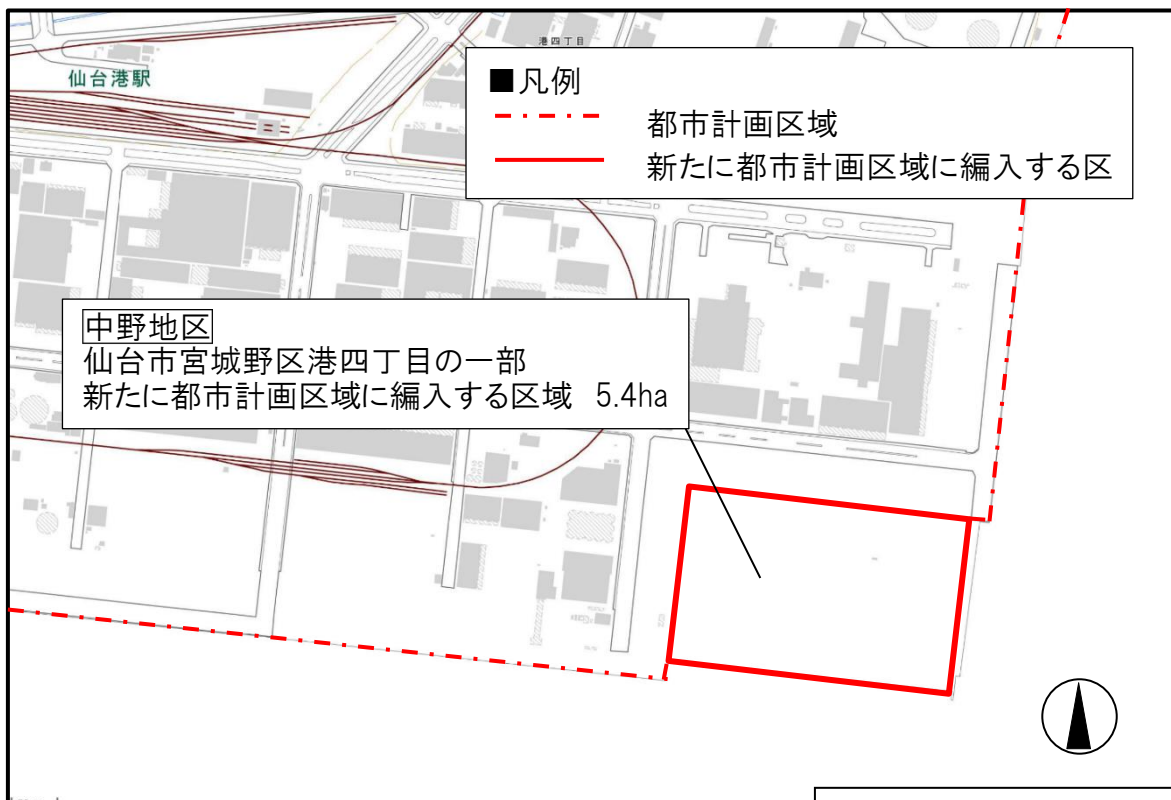 港四丁目
仙台港駅
■凡例
都市計画区域
新たに都市計画区域に編入する区
中野地区
仙台市宮城野区港四丁目の一部
新たに都市計画区域に編入する区域 5.4ha